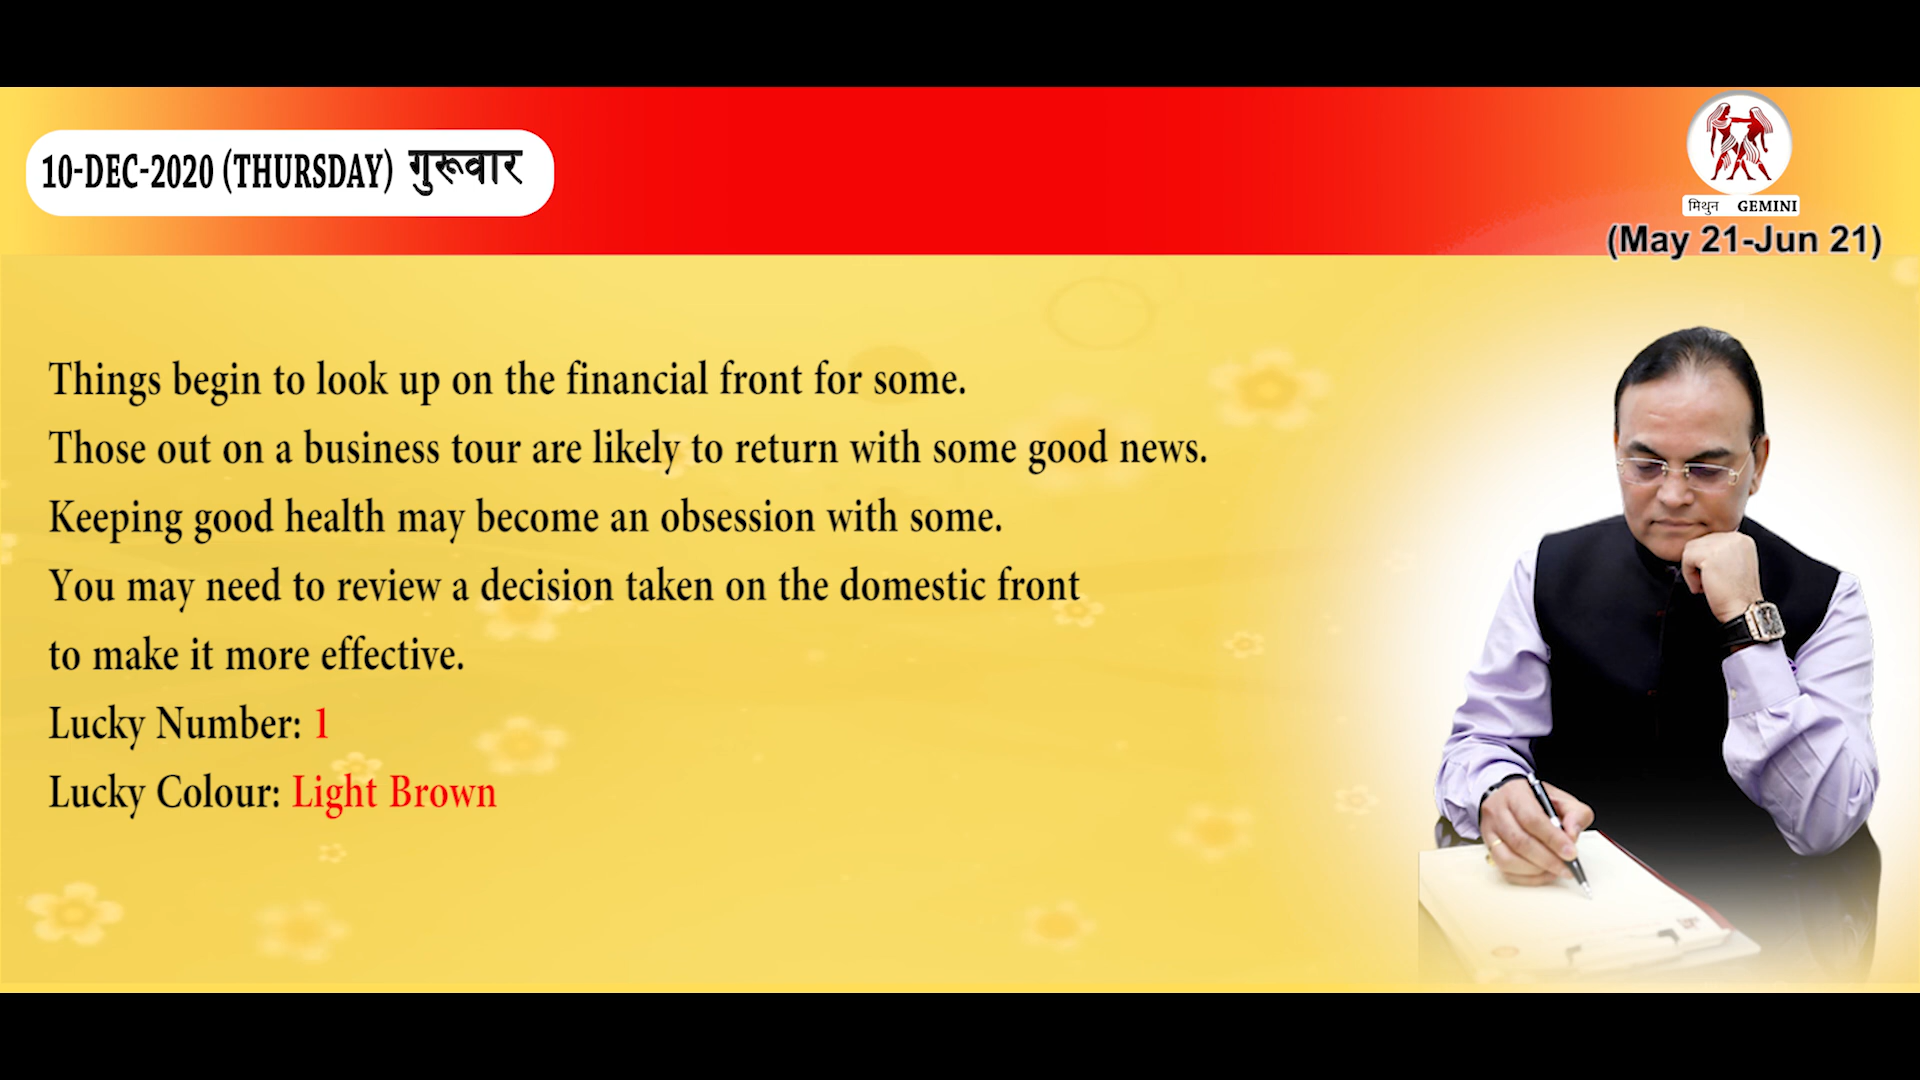 10-DEC-2020 (THURSDAY) गुरूवार
मिथुन GEMINI
(May 21-Jun 21)
Things begin to look up on the financial front for some.
Those out on a business tour are likely to return with some good news.
Keeping good health may become an obsession with some.
You may need to review a decision taken on the domestic front
to make it more effective.
Lucky Number: 1
Lucky Colour: Light Brown